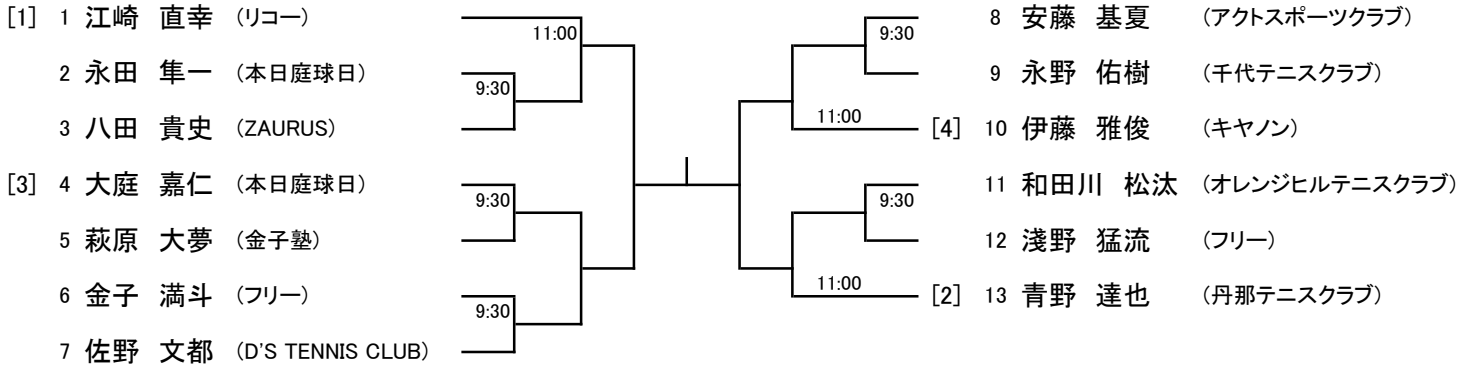 [1] 1 江崎 直幸 (リコー)
11:00
2 永田 隼一 (本日庭球日)
9:30
3 八田 貴史 (ZAURUS)
[3] 4 大庭 嘉仁 (本日庭球日)
9:30
5 萩原 大夢 (金子塾)
6 金子 満斗 (フリー)
9:30
7 佐野 文都 (D'S TENNIS CLUB)
8 安藤 基夏 (アクトスポーツクラブ)
9:30
9 永野 佑樹 (千代テニスクラブ)
11:00
[4] 10 伊藤 雅俊 (キヤノン)
11 和田川 松汰 (オレンジヒルテニスクラブ)
9:30
12 淺野 猛流 (フリー)
11:00
[2] 13 青野 達也 (丹那テニスクラブ)